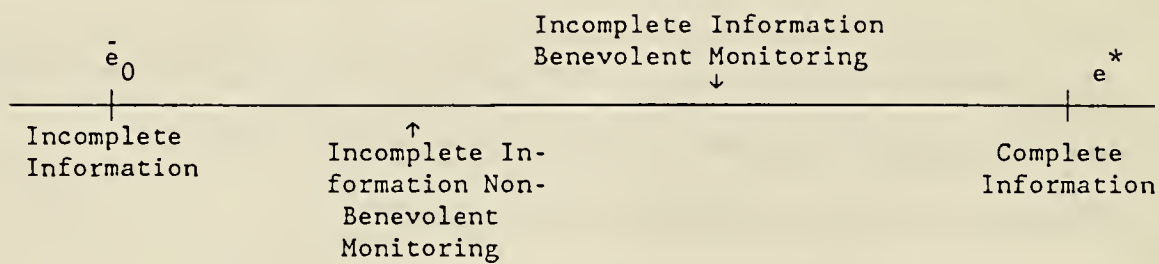 Incomplete Information
Benevolent Monitoring
↓
ē0
e*
Incomplete
Information
↑
Incomplete In-
formation Non-
Benevolent
Monitoring
Complete
Information